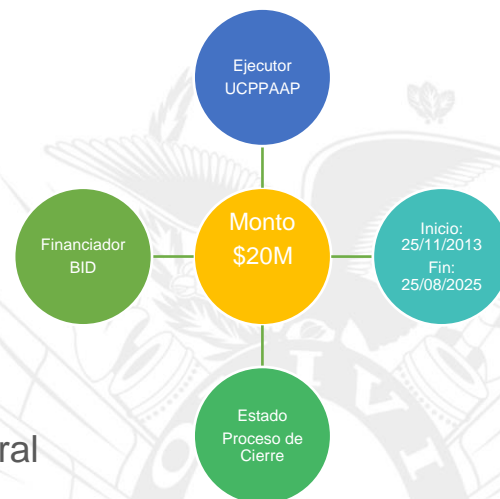 Ejecutor
UCPPAAP
Monto
$20M
Financiador
BID
Inicio:
25/11/2013
Fin:
25/08/2025
Estado
Proceso de
Cierre
ral